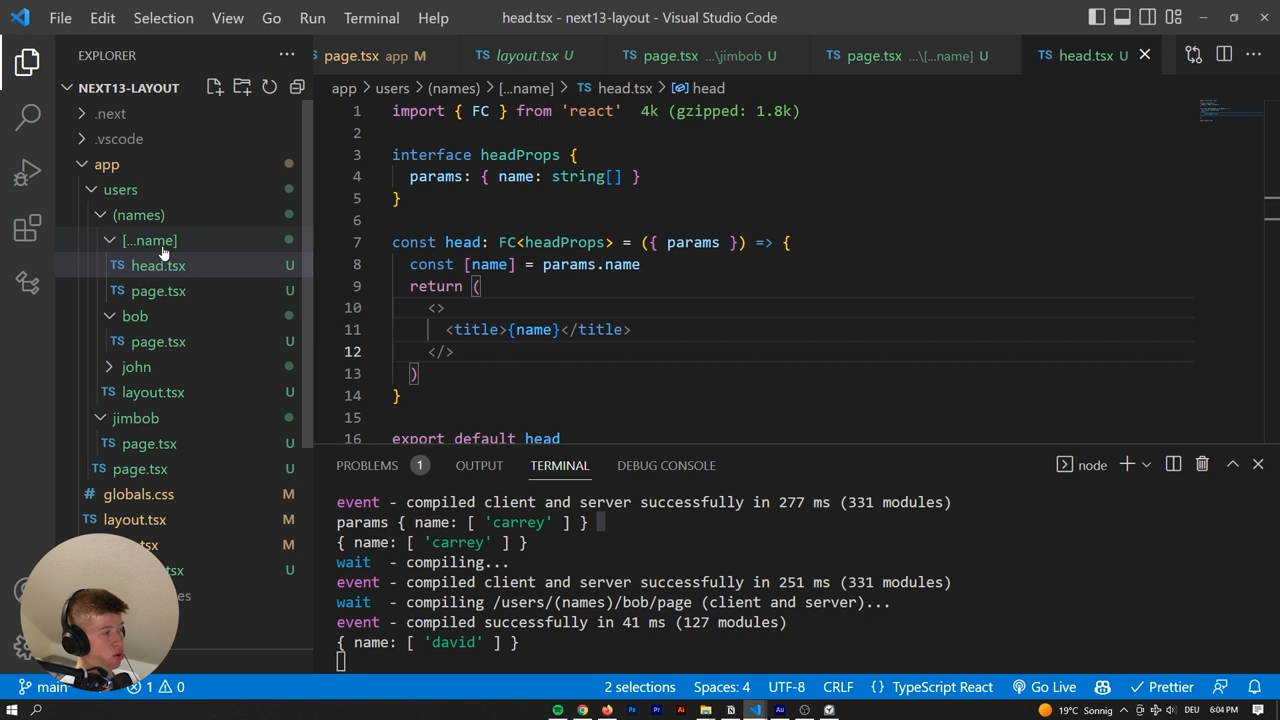 File Edit Selection View Go Run Terminal Help head.tsx - next13-layout - Visual Studio Code
EXPLORER
NEXT13-LAYOUT
.next
.vscode
app
users
(names)
[...name]
TS head.tsx U
TS page.tsx U
bob
TS page.tsx U
john
TS layout.tsx U
jimbob
TS page.tsx U
TS page.tsx U
# globals.css M
TS layout.tsx M
.tsx M
sx U
page.tsx app M
TS layout.tsx U
TS page.tsx ...\jimbob U
TS page.tsx ...\[...name] U
TS head.tsx U
app > users > (names) > [...name] > TS head.tsx > head
1 import { FC } from 'react' 4k (gzipped: 1.8k)
2
3 interface headProps {
4 params: { name: string[] }
5 }
6
7 const head: FC<headProps> = ({ params }) => {
8 const [name] = params.name
9 return (
10 <>
11 <title>{name}</title>
12 </>
13 )
14 }
15
16 export default head
PROBLEMS 1 OUTPUT TERMINAL DEBUG CONSOLE node
event - compiled client and server successfully in 277 ms (331 modules)
params { name: [ 'carrey' ] }
{ name: [ 'carrey' ] }
wait - compiling...
event - compiled client and server successfully in 251 ms (331 modules)
wait - compiling /users/(names)/bob/page (client and server)...
event - compiled successfully in 41 ms (127 modules)
{ name: [ 'david' ] }
main 1 0 2 selections Spaces: 4 UTF-8 CRLF {} TypeScript React Go Live Prettier
19°C Sonnig DEU 6:04 PM